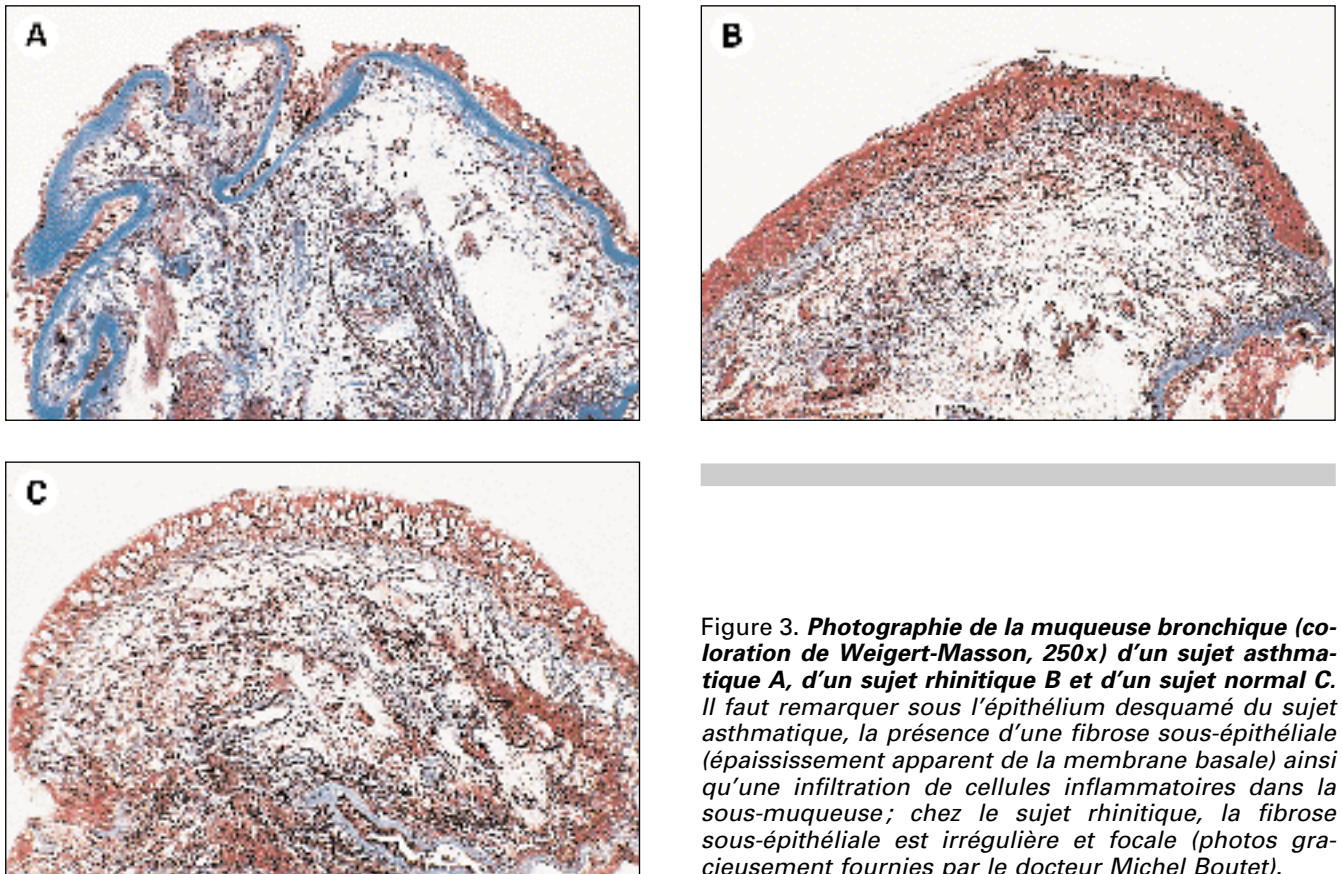 A
B
C
Figure 3. Photographie de la muqueuse bronchique (co-
loration de Weigert-Masson, 250x) d'un sujet asthma-
tique A, d'un sujet rhinitique B et d'un sujet normal C.
Il faut remarquer sous l'épithélium desquamé du sujet
asthmatique, la présence d'une fibrose sous-épithéliale
(épaississement apparent de la membrane basale) ainsi
qu'une infiltration de cellules inflammatoires dans la
sous-muqueuse ; chez le sujet rhinitique, la fibrose
sous-épithéliale est irrégulière et focale (photos gra-
cieusement fournies par le docteur Michel Boutet).